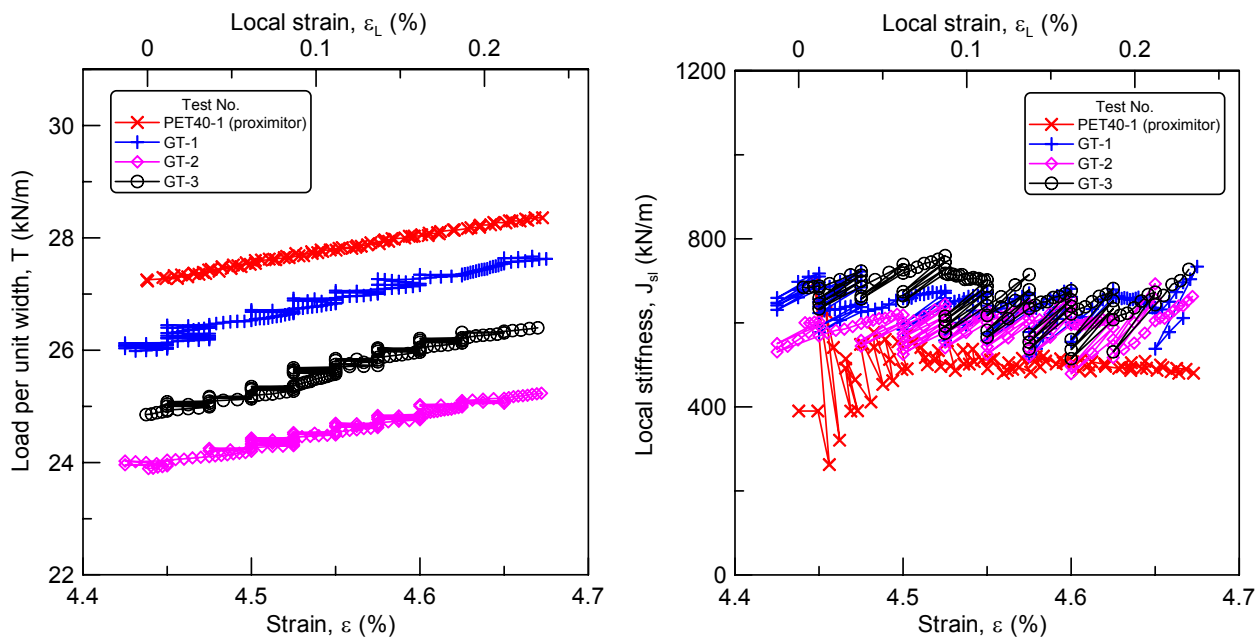 Local strain, εL (%)
0 0.1 0.2
Load per unit width, T (kN/m)
30
28
26
24
22
Test No.
PET40-1 (proximitor)
GT-1
GT-2
GT-3
4.4 4.5 4.6 4.7
Strain, ε (%)
Local strain, εL (%)
0 0.1 0.2
Local stiffness, Jsl (kN/m)
1200
800
400
0
Test No.
PET40-1 (proximitor)
GT-1
GT-2
GT-3
4.4 4.5 4.6 4.7
Strain, ε (%)